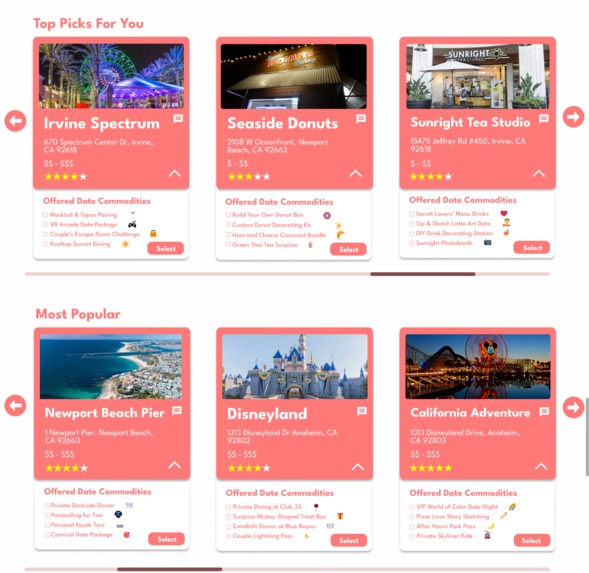 Top Picks For You
SUNRIGHT
Irvine Spectrum
670 Spectrum Center Dr, Irvine,
CA 92618
$$ - $$$
Offered Date Commodities
Mocktail & Tapas Pairing
VR Arcade Date Package
Couple's Escape Room Challenge
Rooftop Sunset Dining
Select
Seaside Donuts
2108 W Oceanfront, Newport
Beach, CA 92663
$ - $$
Offered Date Commodities
Build Your Own Donut Box
Custom Donut Decorating Kit
Ham and Cheese Croissant Bundle
Green Thai Tea Surprise
Select
Sunright Tea Studio
15475 Jeffrey Rd #450, Irvine, CA
92618
$ - $$
Offered Date Commodities
Secret Lovers' Menu Drinks
Sip & Sketch Latte Art Date
DIY Drink Decorating Station
Sunright Photobooth
Select
Most Popular
Newport Beach Pier
1 Newport Pier, Newport Beach,
CA 92663
$$ - $$$
Offered Date Commodities
Private Dockside Dinner
Parasailing for Two
Personal Kayak Tour
Carnival Date Package
Select
Disneyland
1313 Disneyland Dr Anaheim, CA
92802
$$ - $$$
Offered Date Commodities
Private Dining at Club 33
Surprise Mickey-Shaped Treat Box
Candlelit Dinner at Blue Bayou
Couple Lightning Pass
Select
California Adventure
1313 Disneyland Drive, Anaheim,
CA 92803
$$ - $$$
Offered Date Commodities
VIP World of Color Date Night
Pixar Love Story Sketching
After Hours Park Pass
Private Skyliner Ride
Select